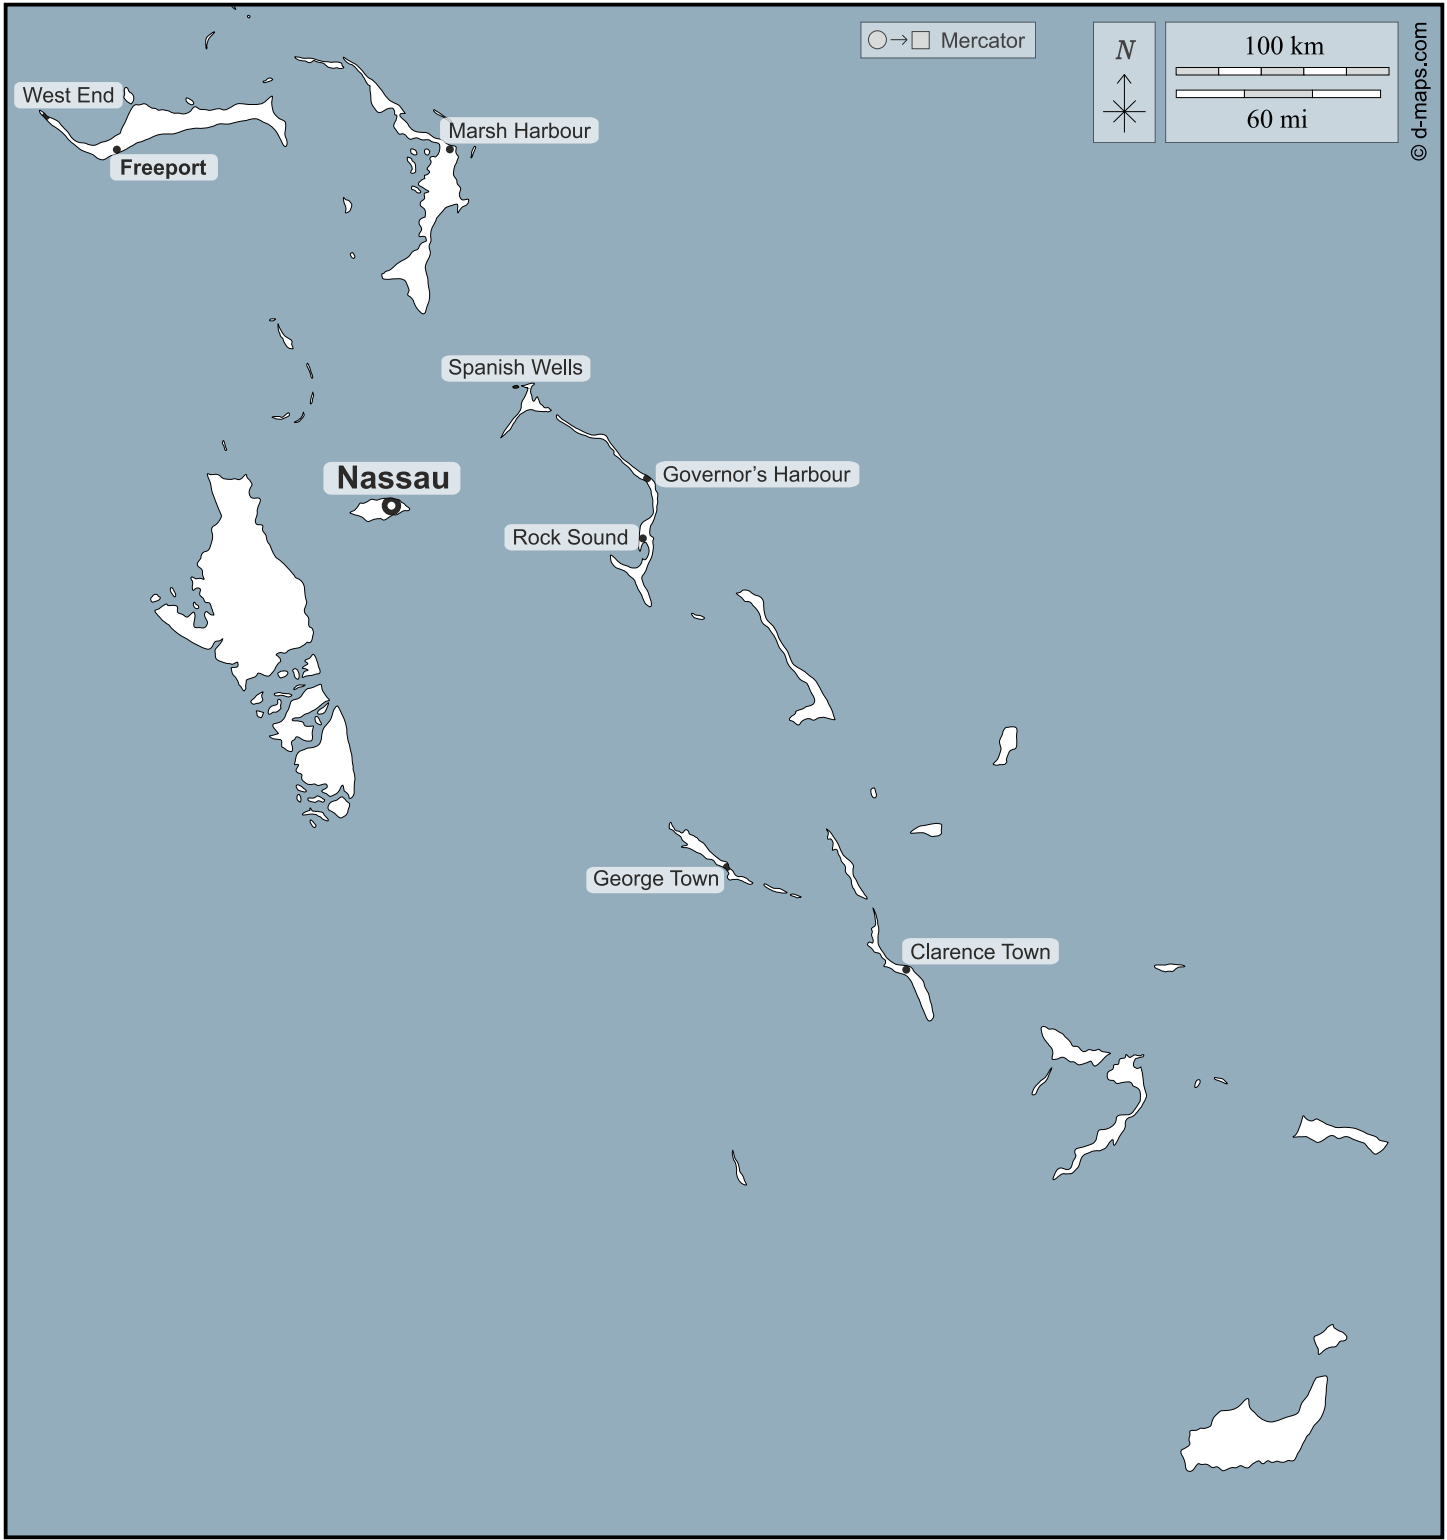 Mercator
N
100 km
60 mi
© d-maps.com
West End
Marsh Harbour
Freeport
Spanish Wells
Nassau
Governor's Harbour
Rock Sound
George Town
Clarence Town